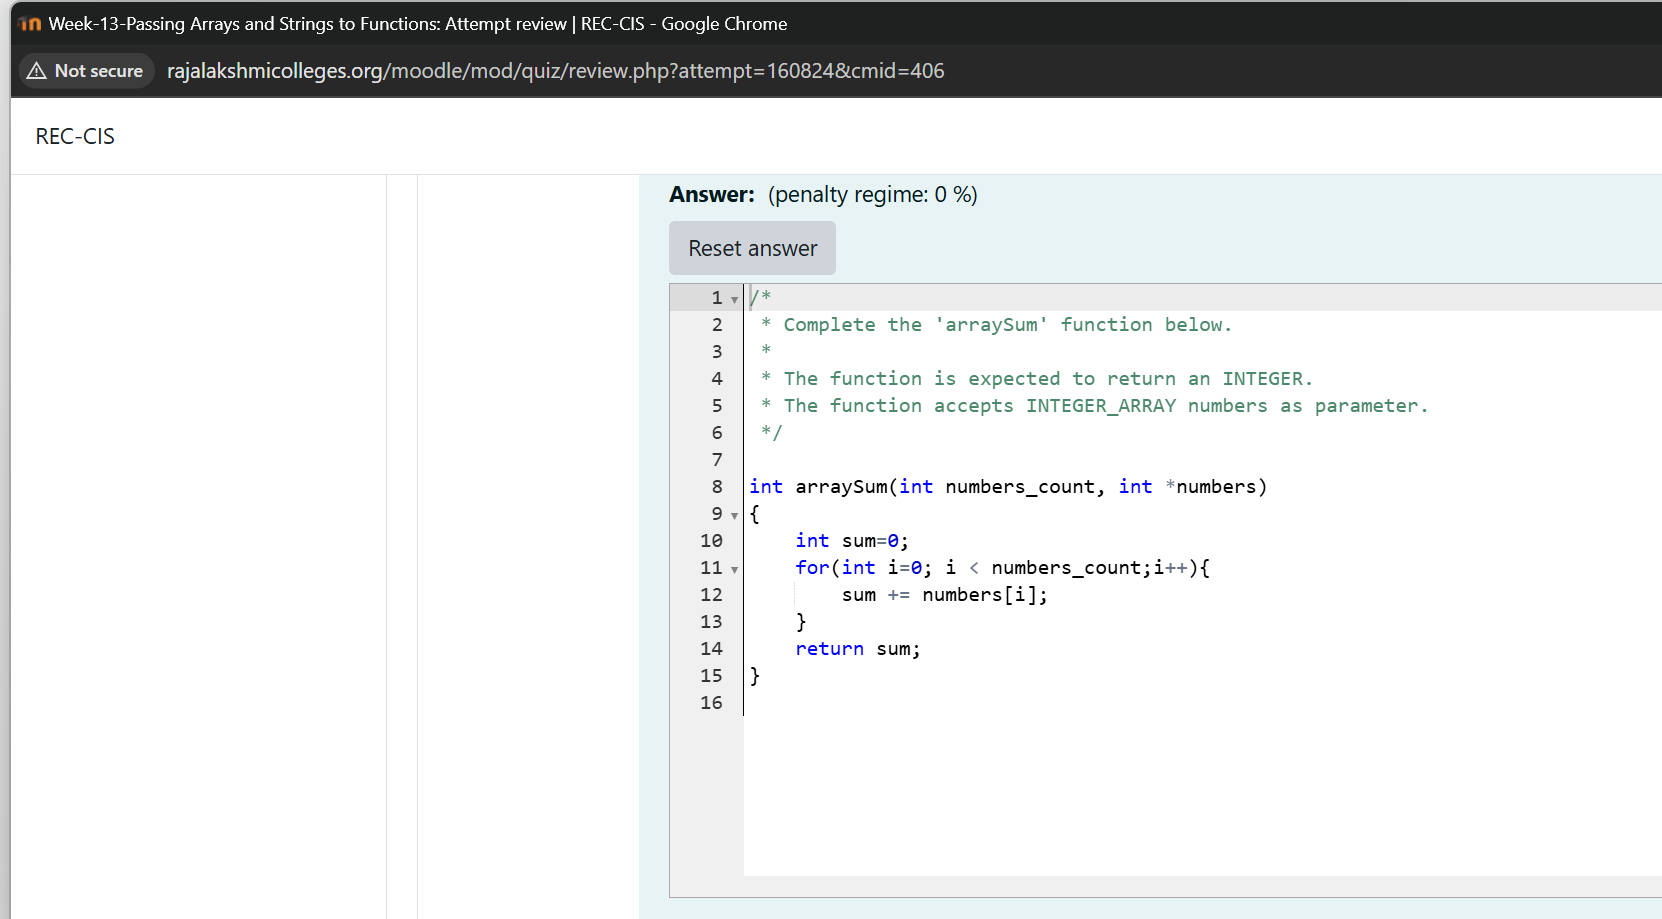 Week-13-Passing Arrays and Strings to Functions: Attempt review | REC-CIS - Google Chrome
Not secure rajalakshmicolleges.org/moodle/mod/quiz/review.php?attempt=160824&cmid=406
REC-CIS
Answer: (penalty regime: 0 %)
Reset answer
1 /*
2  * Complete the 'arraySum' function below.
3  *
4  * The function is expected to return an INTEGER.
5  * The function accepts INTEGER_ARRAY numbers as parameter.
6  */
7
8 int arraySum(int numbers_count, int *numbers)
9 {
10     int sum=0;
11     for(int i=0; i < numbers_count;i++){
12         sum += numbers[i];
13     }
14     return sum;
15 }
16